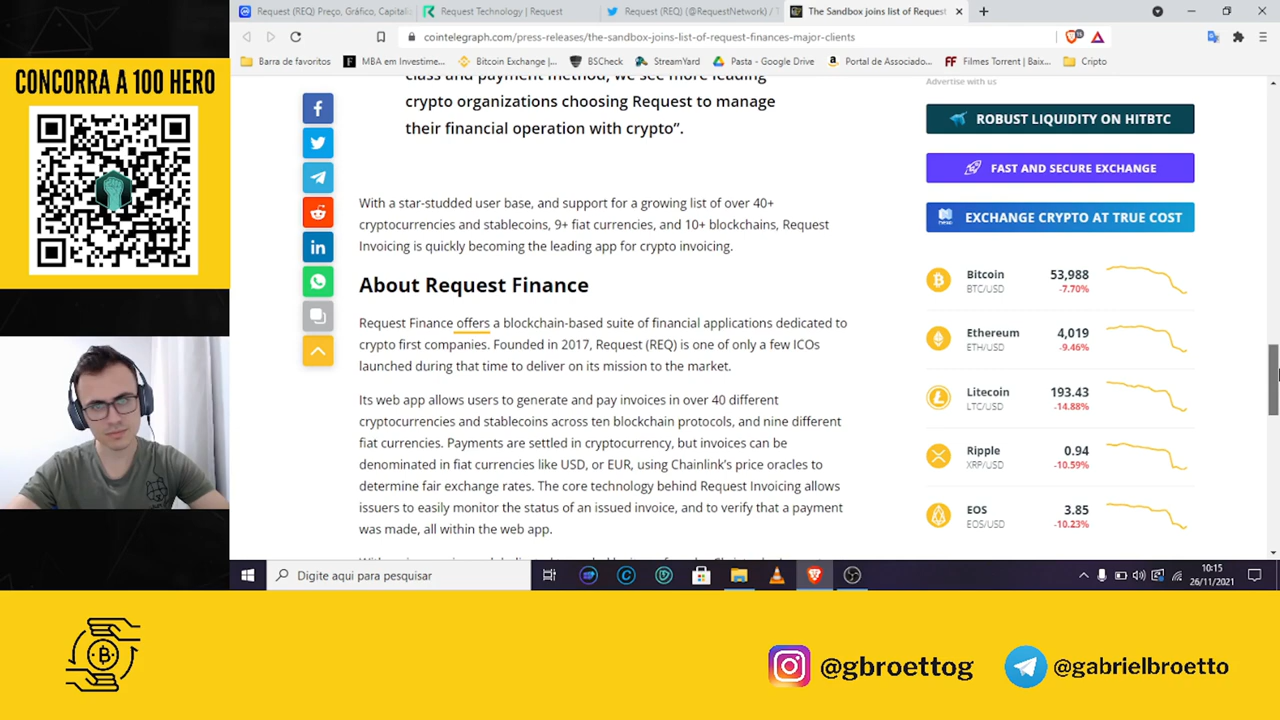 CONCORRA A 100 HERO
Request (REQ) Preço, Gráfico, Capitali
Request Technology | Request
Request (REQ) (@RequestNetwork) / T
The Sandbox joins list of Request
cointelegraph.com/press-releases/the-sandbox-joins-list-of-request-finances-major-clients
Barra de favoritos
MBA em Investime...
Bitcoin Exchange |...
BSCheck
StreamYard
Pasta - Google Drive
Portal de Associado...
Filmes Torrent | Baix...
Cripto
class and payment method, we see more leading
crypto organizations choosing Request to manage
their financial operation with crypto”.
With a star-studded user base, and support for a growing list of over 40+
cryptocurrencies and stablecoins, 9+ fiat currencies, and 10+ blockchains, Request
Invoicing is quickly becoming the leading app for crypto invoicing.
About Request Finance
Request Finance offers a blockchain-based suite of financial applications dedicated to
crypto first companies. Founded in 2017, Request (REQ) is one of only a few ICOs
launched during that time to deliver on its mission to the market.
Its web app allows users to generate and pay invoices in over 40 different
cryptocurrencies and stablecoins across ten blockchain protocols, and nine different
fiat currencies. Payments are settled in cryptocurrency, but invoices can be
denominated in fiat currencies like USD, or EUR, using Chainlink’s price oracles to
determine fair exchange rates. The core technology behind Request Invoicing allows
issuers to easily monitor the status of an issued invoice, and to verify that a payment
was made, all within the web app.
Advertise with us
ROBUST LIQUIDITY ON HITBTC
FAST AND SECURE EXCHANGE
EXCHANGE CRYPTO AT TRUE COST
Bitcoin 53,988
BTC/USD -7.70%
Ethereum 4,019
ETH/USD -9.46%
Litecoin 193.43
LTC/USD -14.88%
Ripple 0.94
XRP/USD -10.59%
EOS 3.85
EOS/USD -10.23%
Digite aqui para pesquisar
10:15
26/11/2021
@gbroettog
@gabrielbroetto